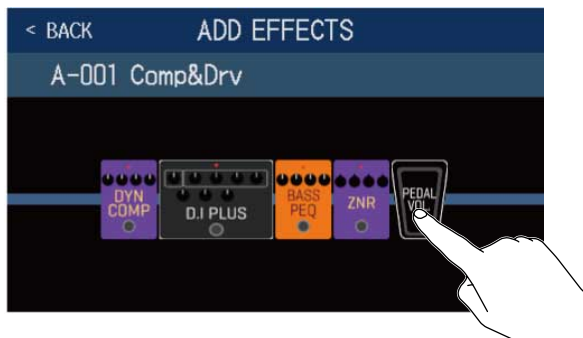 < BACK ADD EFFECTS
A-001 Comp&Drv
DYN
COMP
D.I PLUS
BASS
PEQ
ZNR
PEDAL
VOL.